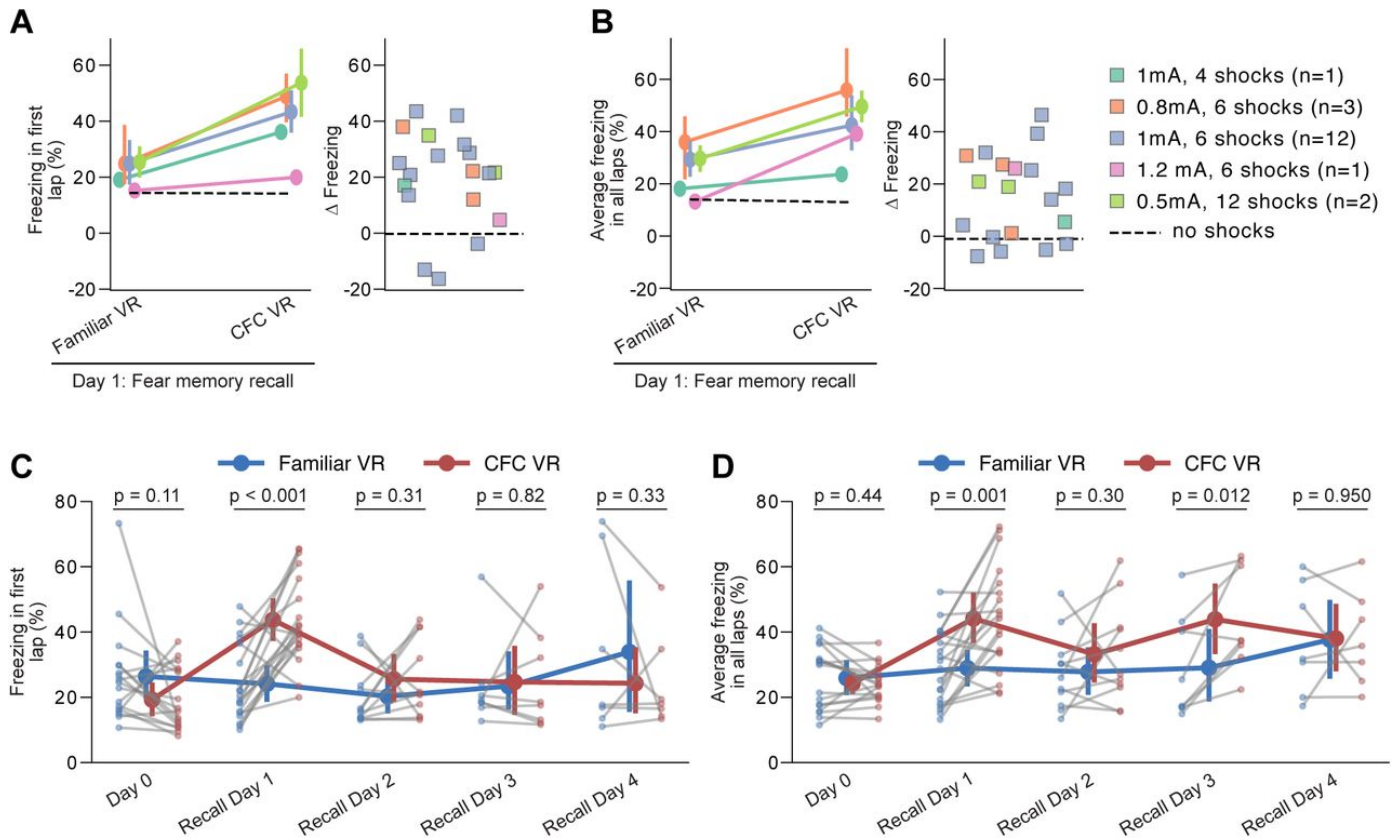 A
Freezing in first
lap (%)
60
40
20
0
-20
Familiar VR
CFC VR
Day 1: Fear memory recall
Δ Freezing
60
40
20
0
-20
B
Average freezing
in all laps (%)
60
40
20
0
-20
Familiar VR
CFC VR
Day 1: Fear memory recall
Δ Freezing
60
40
20
0
-20
1mA, 4 shocks (n=1)
0.8mA, 6 shocks (n=3)
1mA, 6 shocks (n=12)
1.2 mA, 6 shocks (n=1)
0.5mA, 12 shocks (n=2)
no shocks
C
Familiar VR
CFC VR
Freezing in first
lap (%)
80
60
40
20
0
p = 0.11
p < 0.001
p = 0.31
p = 0.82
p = 0.33
Day 0
Recall Day 1
Recall Day 2
Recall Day 3
Recall Day 4
D
Familiar VR
CFC VR
Average freezing
in all laps (%)
80
60
40
20
0
p = 0.44
p = 0.001
p = 0.30
p = 0.012
p = 0.950
Day 0
Recall Day 1
Recall Day 2
Recall Day 3
Recall Day 4